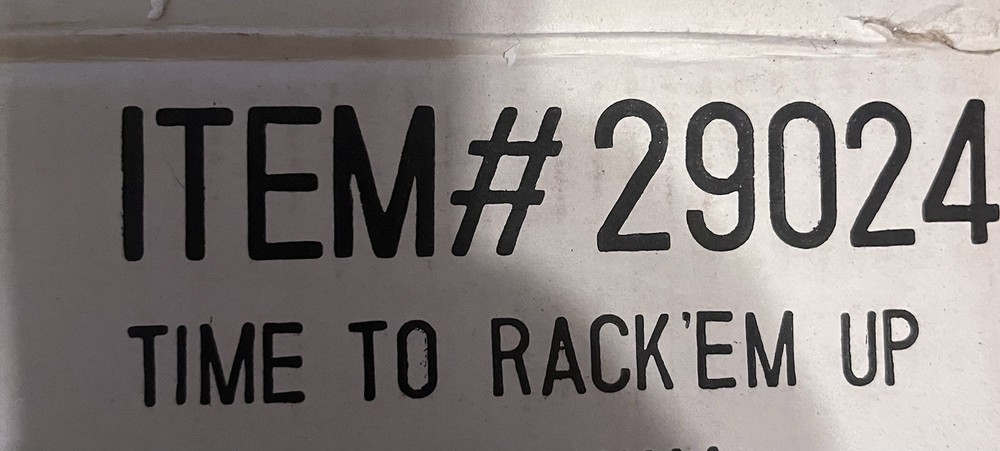 ITEM# 29024
TIME TO RACK'EM UP